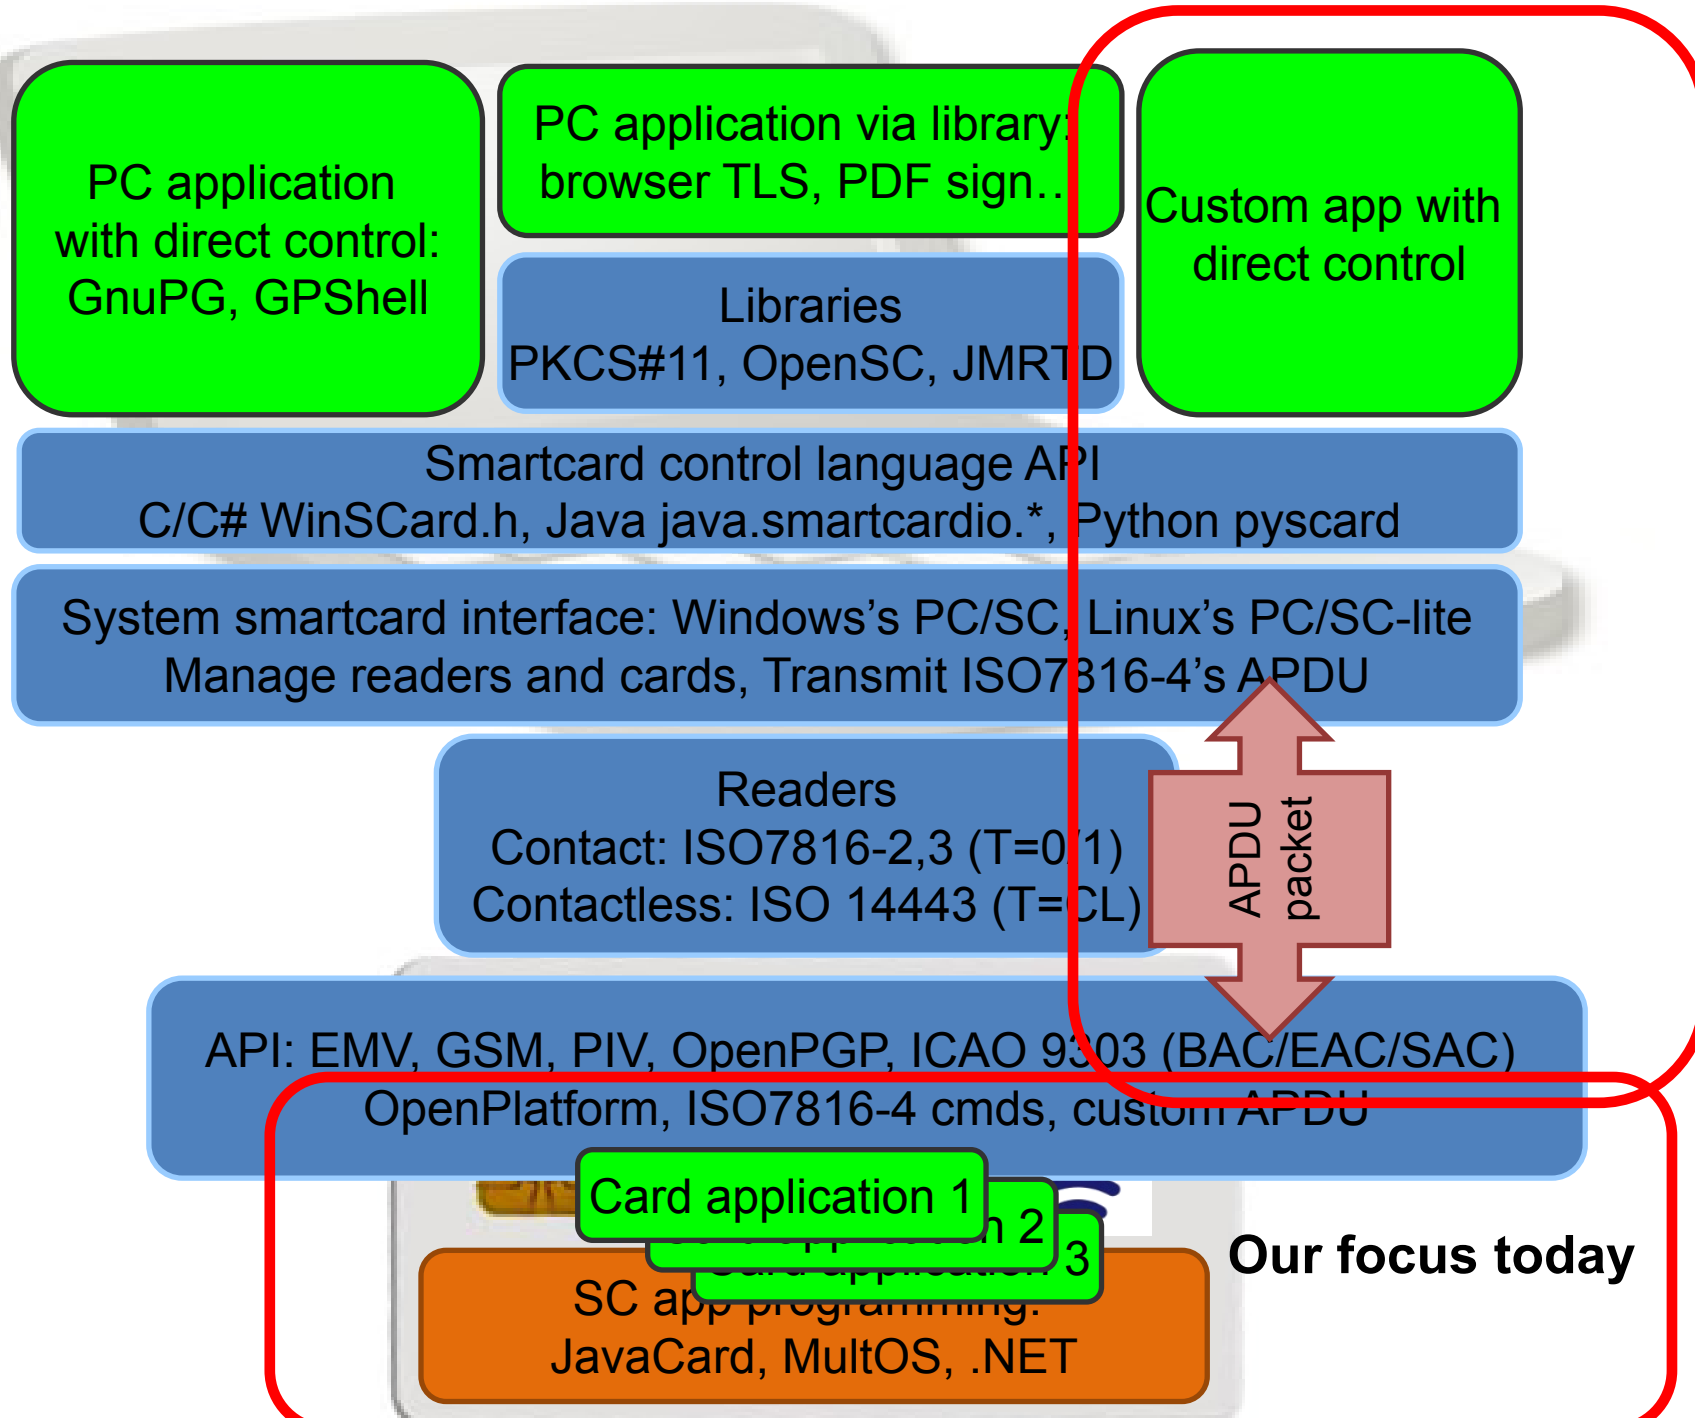 PC application
with direct control:
GnuPG, GPShell
PC application via library:
browser TLS, PDF sign…
Custom app with
direct control
Libraries
PKCS#11, OpenSC, JMRTD
Smartcard control language API
C/C# WinSCard.h, Java java.smartcardio.*, Python pyscard
System smartcard interface: Windows’s PC/SC, Linux’s PC/SC-lite
Manage readers and cards, Transmit ISO7816-4’s APDU
Readers
Contact: ISO7816-2,3 (T=0/1)
Contactless: ISO 14443 (T=CL)
APDU
packet
API: EMV, GSM, PIV, OpenPGP, ICAO 9303 (BAC/EAC/SAC)
OpenPlatform, ISO7816-4 cmds, custom APDU
Card application 1
Card application 2
Card application 3
SC app programming:
JavaCard, MultOS, .NET
Our focus today